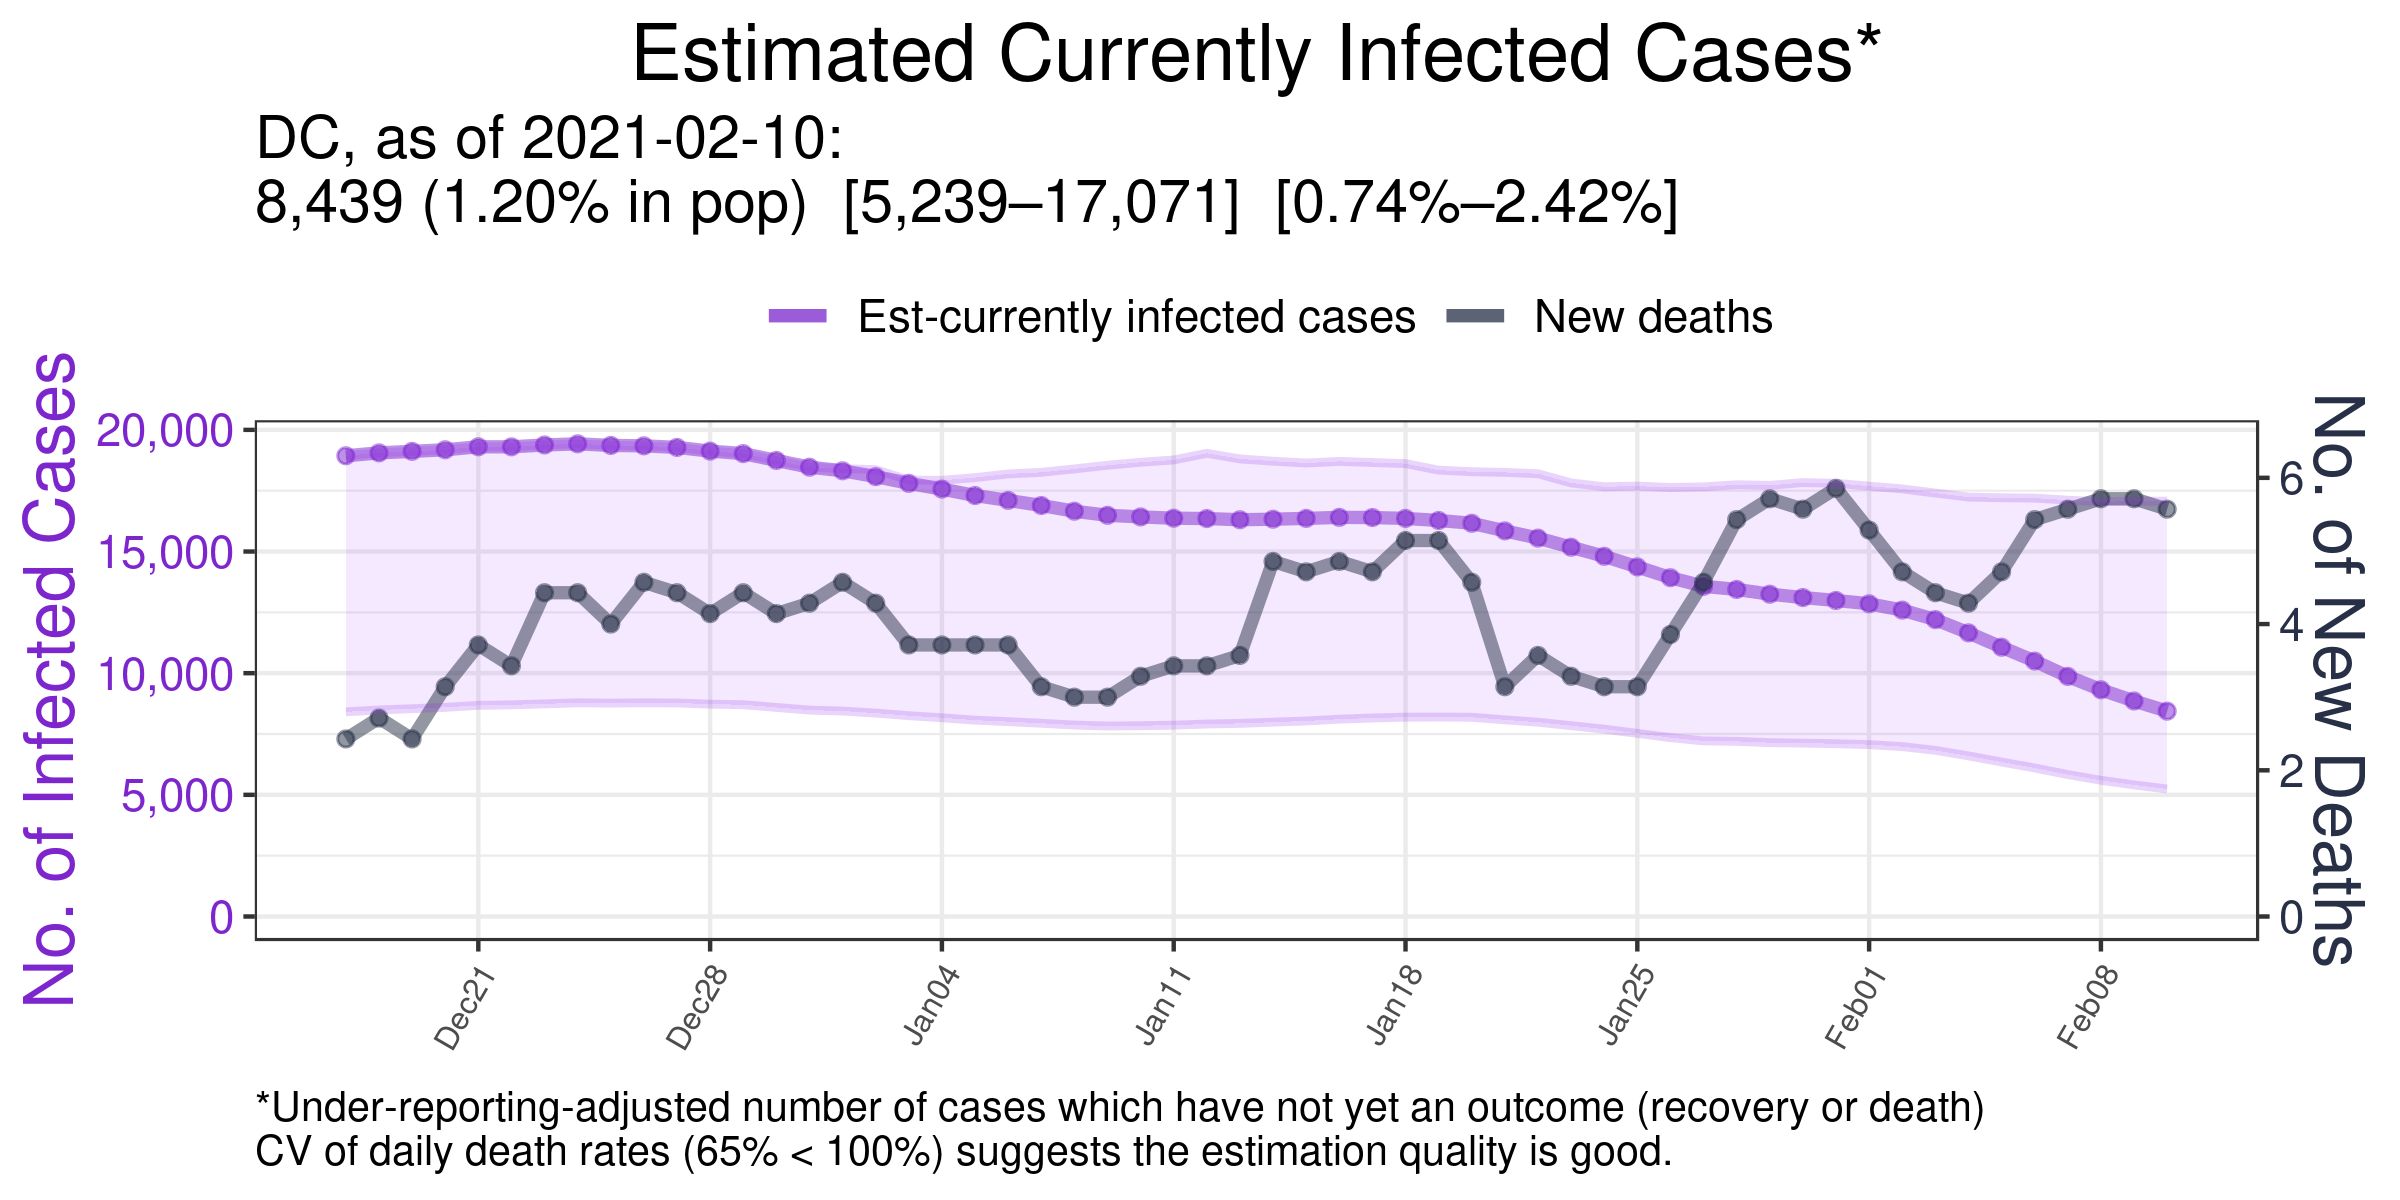 Estimated Currently Infected Cases*
DC, as of 2021-02-10:
8,439 (1.20% in pop)  [5,239–17,071]  [0.74%–2.42%]
Est-currently infected cases
New deaths
No. of Infected Cases
20,000
15,000
10,000
5,000
0
6
4
2
0
No. of New Deaths
Dec21
Dec28
Jan04
Jan11
Jan18
Jan25
Feb01
Feb08
*Under-reporting-adjusted number of cases which have not yet an outcome (recovery or death)
CV of daily death rates (65% < 100%) suggests the estimation quality is good.